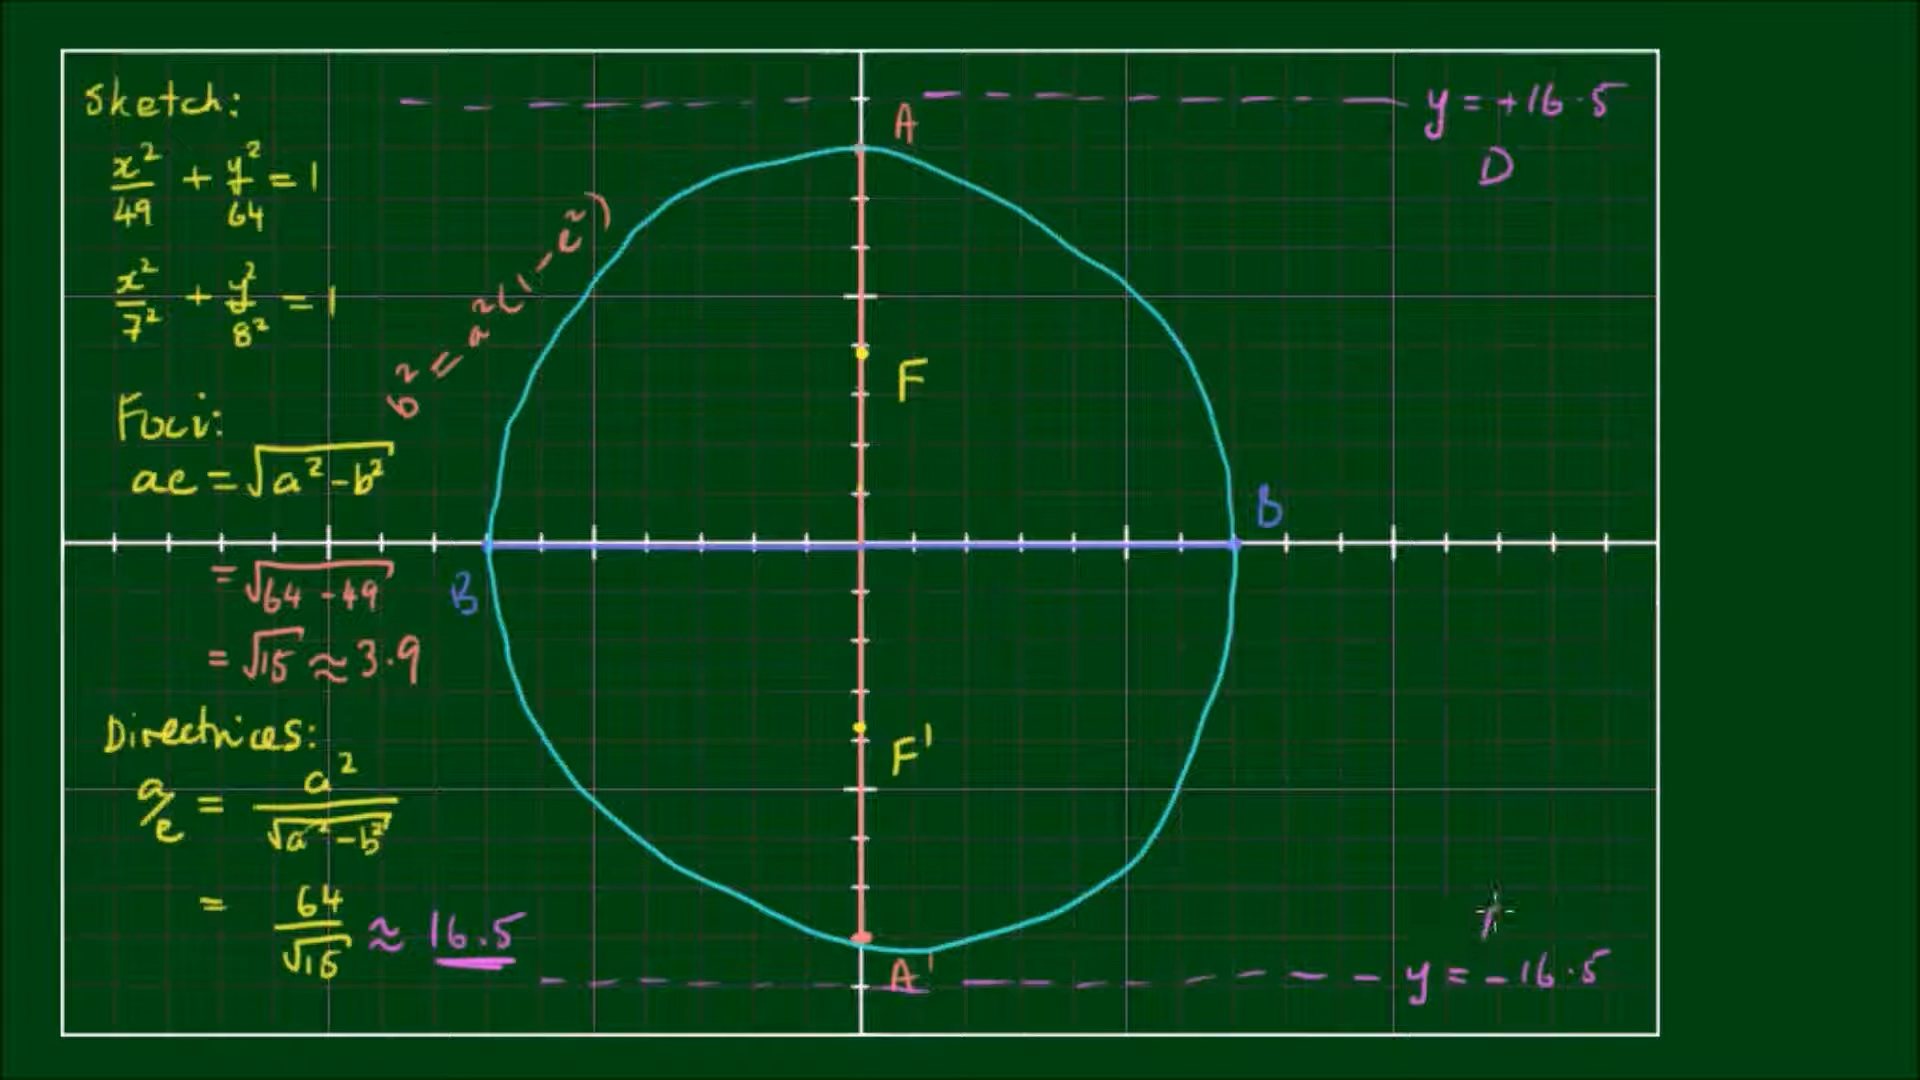 Sketch:
x²/49 + y²/64 = 1
x²/7² + y²/8² = 1
b² = a²(1 - e²)
Foci:
ae = √(a² - b²)
= √(64 - 49)
= √15 ≈ 3.9
Directrices:
a/e = a²/√(a² - b²)
= 64/√15 ≈ 16.5
y = +16.5
D
A
F
B
B
F'
A'
y = -16.5